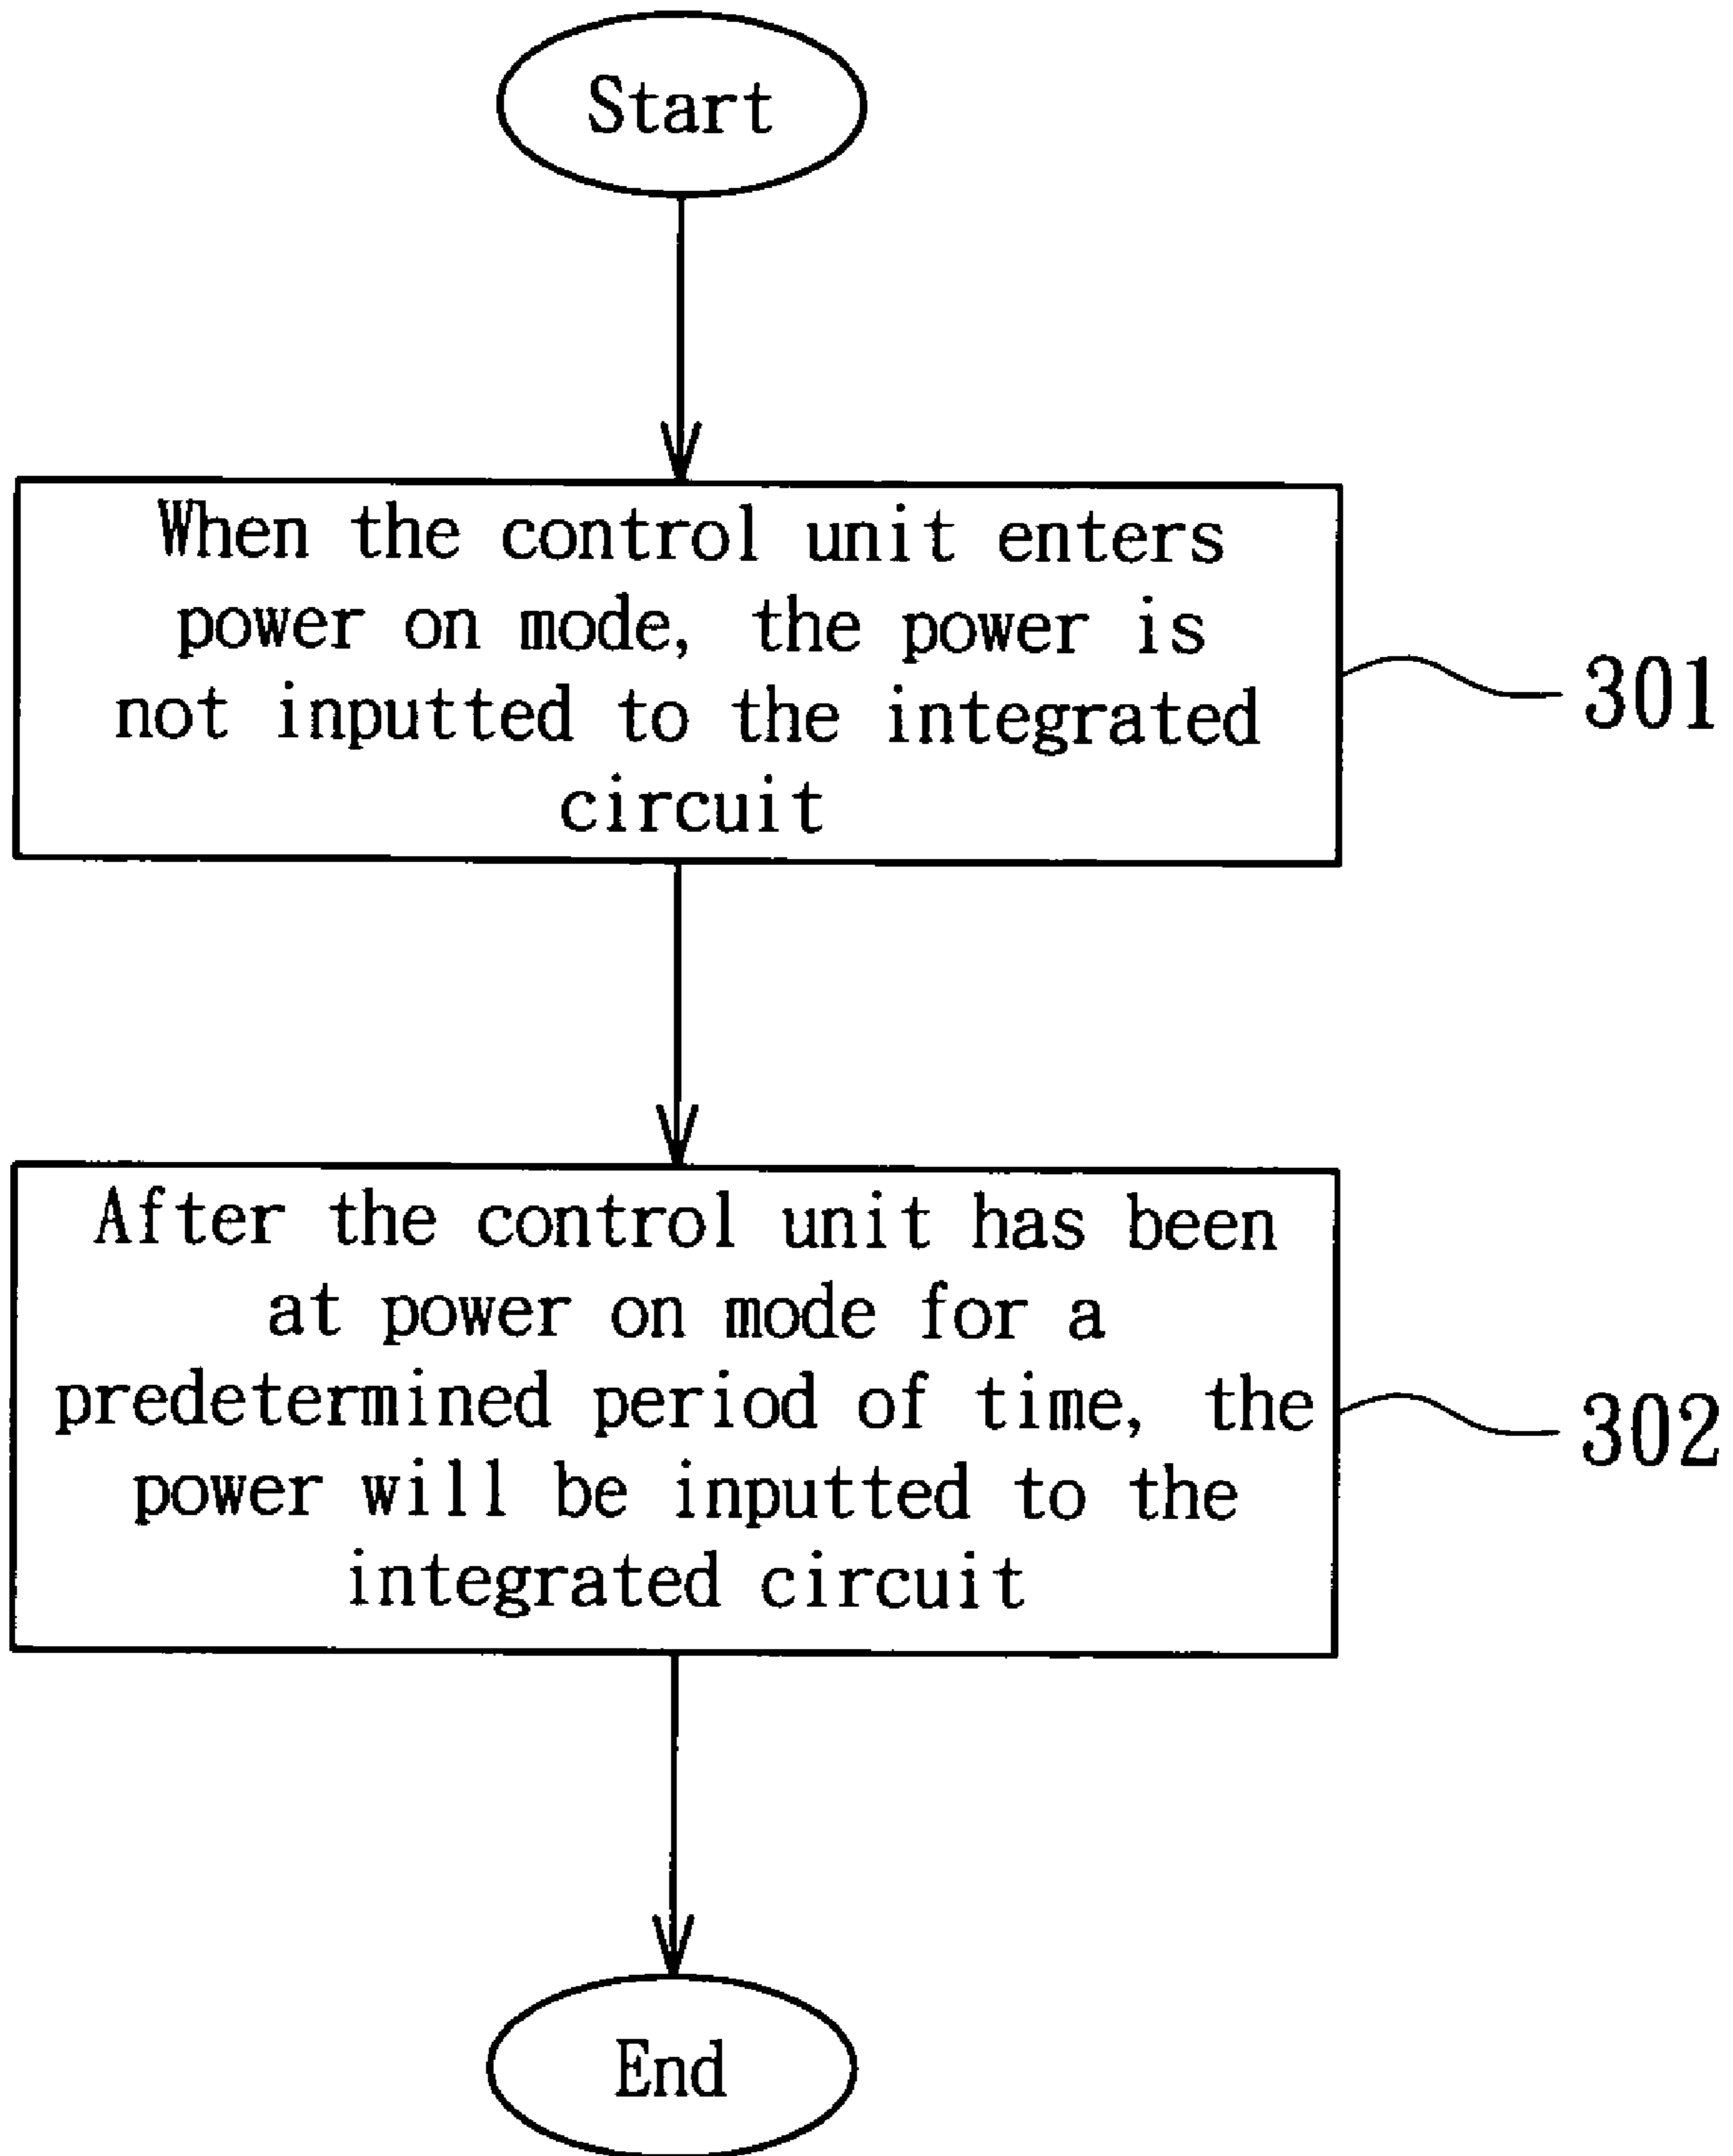 Start
When the control unit enters
power on mode, the power is
not inputted to the integrated
circuit
301
After the control unit has been
at power on mode for a
predetermined period of time, the
power will be inputted to the
integrated circuit
302
End